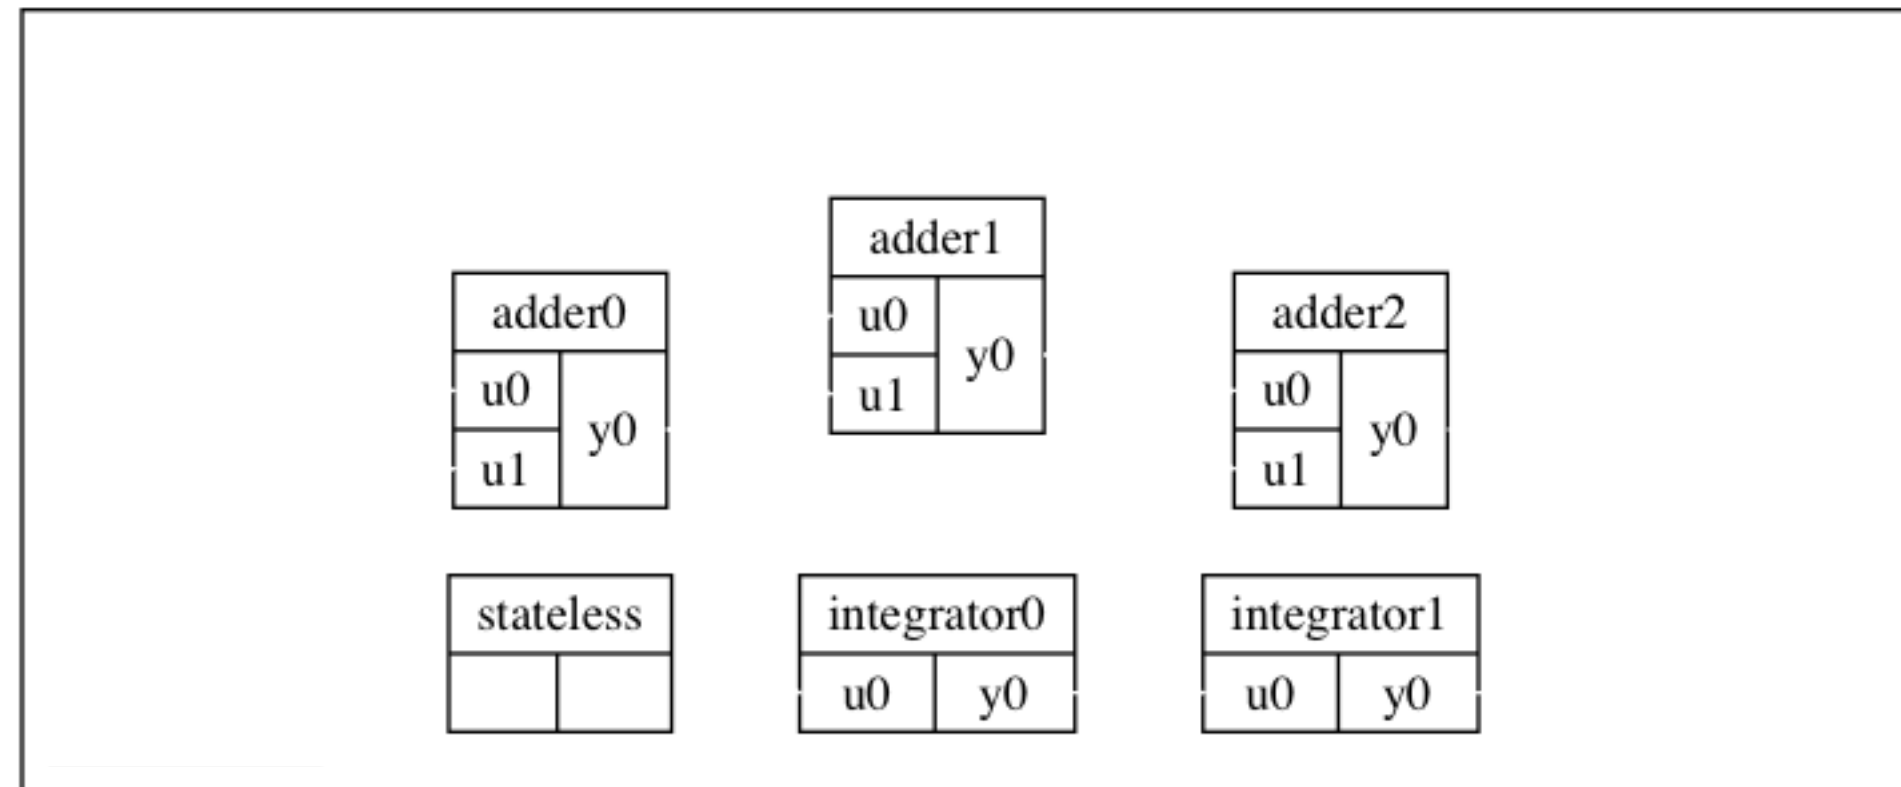 adder0
u0
u1
y0
adder1
u0
u1
y0
adder2
u0
u1
y0
stateless
integrator0
u0 y0
integrator1
u0 y0